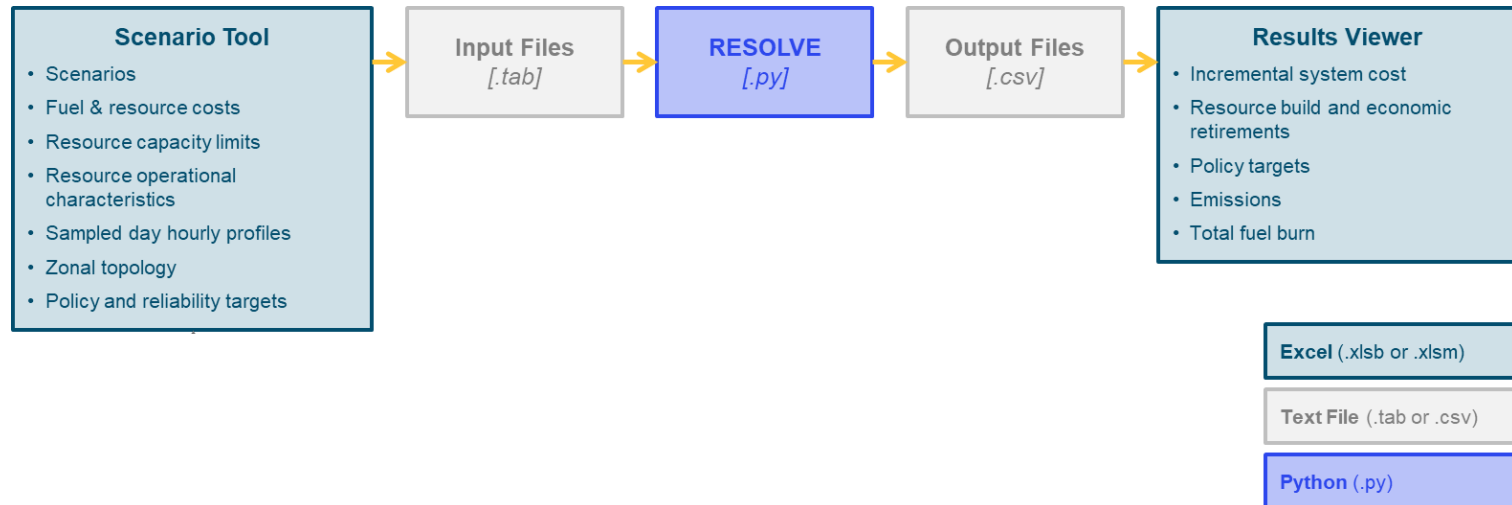 Scenario Tool
• Scenarios
• Fuel & resource costs
• Resource capacity limits
• Resource operational
characteristics
• Sampled day hourly profiles
• Zonal topology
• Policy and reliability targets
Input Files
[.tab]
RESOLVE
[.py]
Output Files
[.csv]
Results Viewer
• Incremental system cost
• Resource build and economic
retirements
• Policy targets
• Emissions
• Total fuel burn
Excel (.xlsb or .xlsm)
Text File (.tab or .csv)
Python (.py)